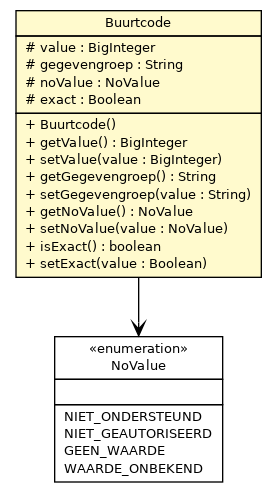 Buurtcode
# value : BigInteger
# gegevengroep : String
# noValue : NoValue
# exact : Boolean
+ Buurtcode()
+ getValue() : BigInteger
+ setValue(value : BigInteger)
+ getGegevengroep() : String
+ setGegevengroep(value : String)
+ getNoValue() : NoValue
+ setNoValue(value : NoValue)
+ isExact() : boolean
+ setExact(value : Boolean)
«enumeration»
NoValue
NIET_ONDERSTEUND
NIET_GEAUTORISEERD
GEEN_WAARDE
WAARDE_ONBEKEND